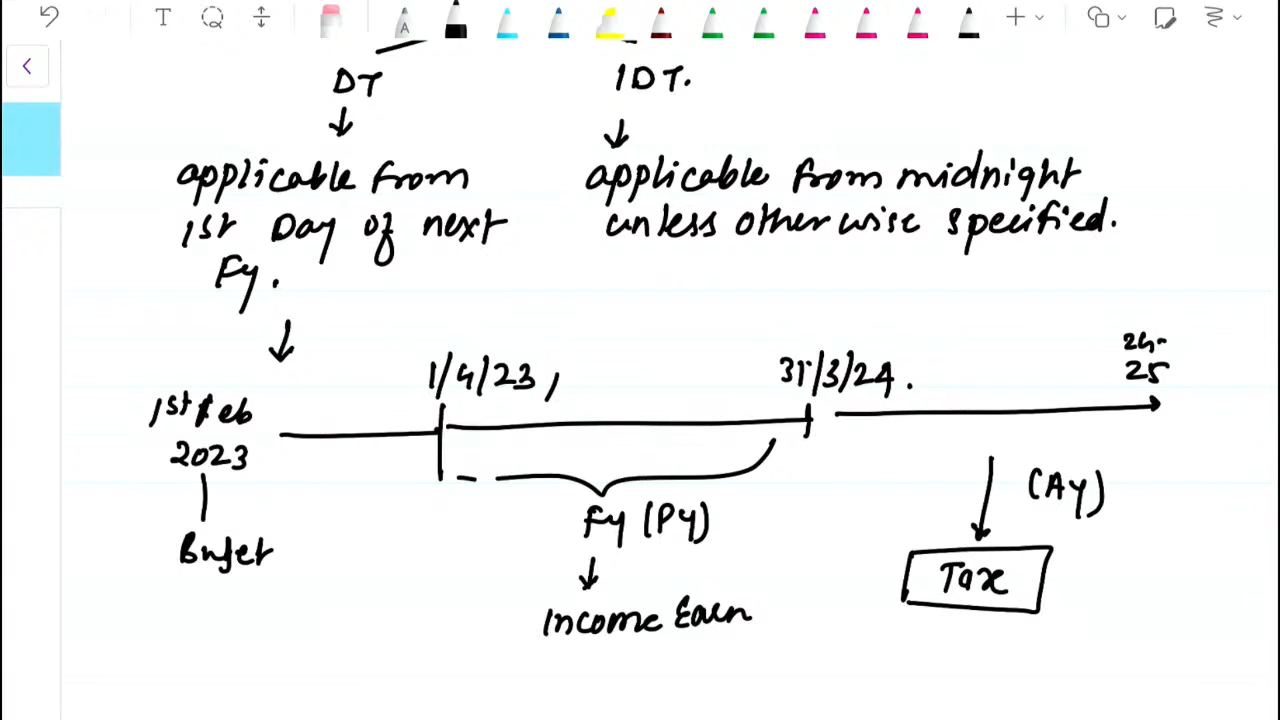 DT
IDT.
applicable from
1st Day of next
Fy.
applicable from midnight
unless otherwise specified.
1/4/23,
31/3/24.
24-
25
1st Feb
2023
Budget
Fy (PY)
Income Earn
(AY)
Tax